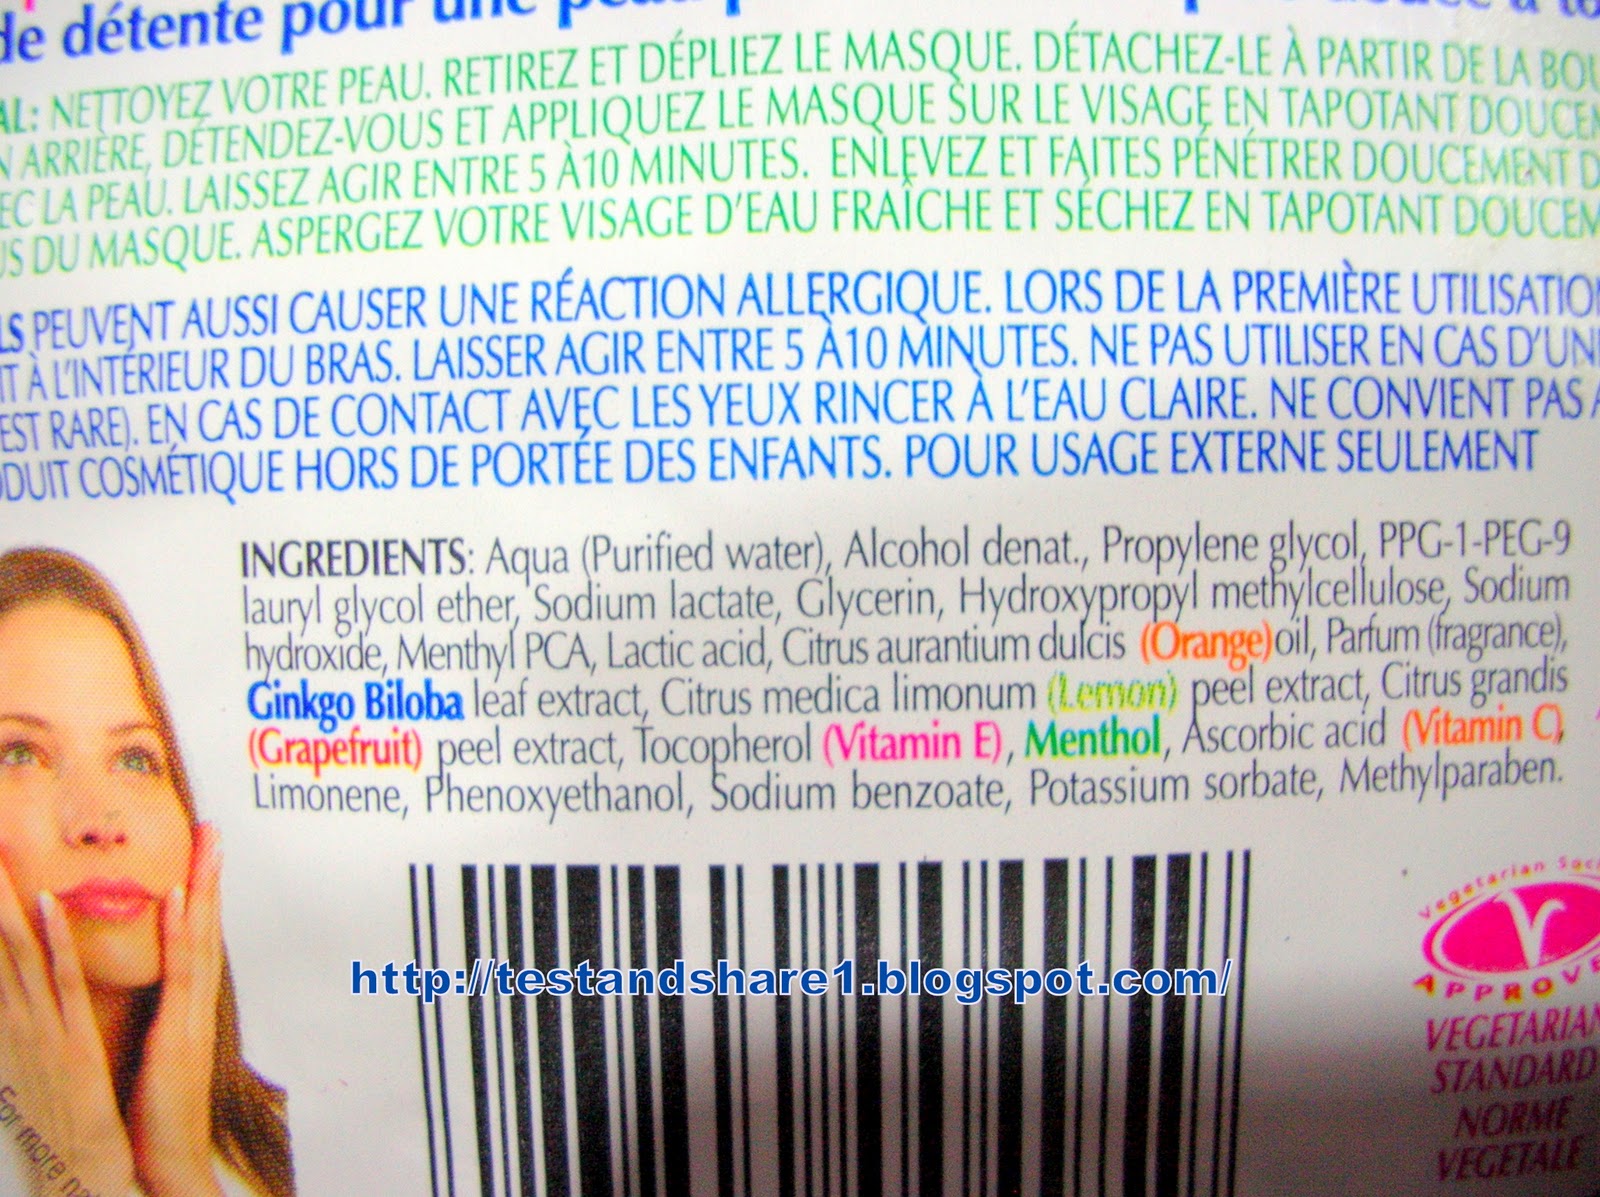 de détente pour une
AL: NETTOYEZ VOTRE PEAU. RETIREZ ET DÉPLIEZ LE MASQUE. DÉTACHEZ-LE À PARTIR DE LA BOU
N ARRIÈRE, DÉTENDEZ-VOUS ET APPLIQUEZ LE MASQUE SUR LE VISAGE EN TAPOTANT DOUCEM
EC LA PEAU. LAISSEZ AGIR ENTRE 5 À10 MINUTES. ENLEVEZ ET FAITES PÉNÉTRER DOUCEMENT D
US DU MASQUE. ASPERGEZ VOTRE VISAGE D'EAU FRAÎCHE ET SÉCHEZ EN TAPOTANT DOUCEM
LS PEUVENT AUSSI CAUSER UNE RÉACTION ALLERGIQUE. LORS DE LA PREMIÈRE UTILISATIO
T À L'INTÉRIEUR DU BRAS. LAISSER AGIR ENTRE 5 À10 MINUTES. NE PAS UTILISER EN CAS D'UN
EST RARE). EN CAS DE CONTACT AVEC LES YEUX RINCER À L'EAU CLAIRE. NE CONVIENT PAS A
ODUIT COSMÉTIQUE HORS DE PORTÉE DES ENFANTS. POUR USAGE EXTERNE SEULEMENT
INGREDIENTS: Aqua (Purified water), Alcohol denat., Propylene glycol, PPG-1-PEG-9
lauryl glycol ether, Sodium lactate, Glycerin, Hydroxypropyl methylcellulose, Sodium
hydroxide, Menthyl PCA, Lactic acid, Citrus aurantium dulcis (Orange)oil, Parfum (fragrance),
Ginkgo Biloba leaf extract, Citrus medica limonum (Lemon) peel extract, Citrus grandis
(Grapefruit) peel extract, Tocopherol (Vitamin E), Menthol, Ascorbic acid (Vitamin C),
Limonene, Phenoxyethanol, Sodium benzoate, Potassium sorbate, Methylparaben.
http://testandshare1.blogspot.com/
Vegetarian Soc
V
APPROVE
VEGETARIAN
STANDARD
NORME
VEGETALE
For more na